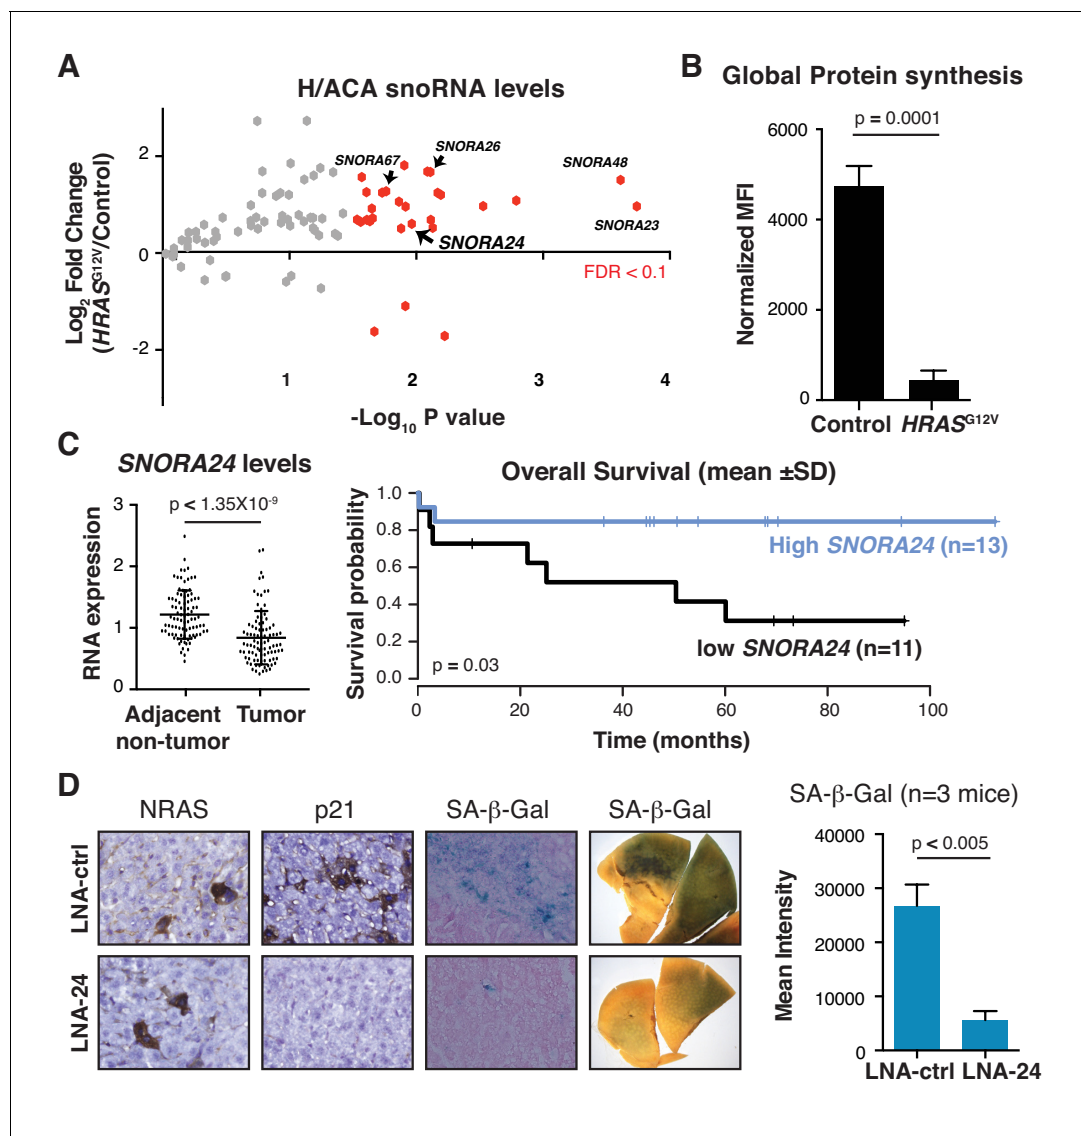 A
H/ACA snoRNA levels
Log2 Fold Change
(HRASG12V/Control)
2
0
-2
SNORA67
SNORA26
SNORA48
SNORA23
SNORA24
FDR < 0.1
1
2
3
4
-Log10 P value
B
Global Protein synthesis
p = 0.0001
Normalized MFI
6000
4000
2000
0
Control
HRASG12V
C
SNORA24 levels
p < 1.35X10-9
RNA expression
3
2
1
0
Adjacent
non-tumor
Tumor
Overall Survival (mean ±SD)
Survival probability
1.0
0.8
0.6
0.4
0.2
0.0
High SNORA24 (n=13)
low SNORA24 (n=11)
p = 0.03
0
20
40
60
80
100
Time (months)
D
NRAS
p21
SA-β-Gal
SA-β-Gal
LNA-ctrl
LNA-24
SA-β-Gal (n=3 mice)
p < 0.005
Mean Intensity
40000
30000
20000
10000
0
LNA-ctrl
LNA-24